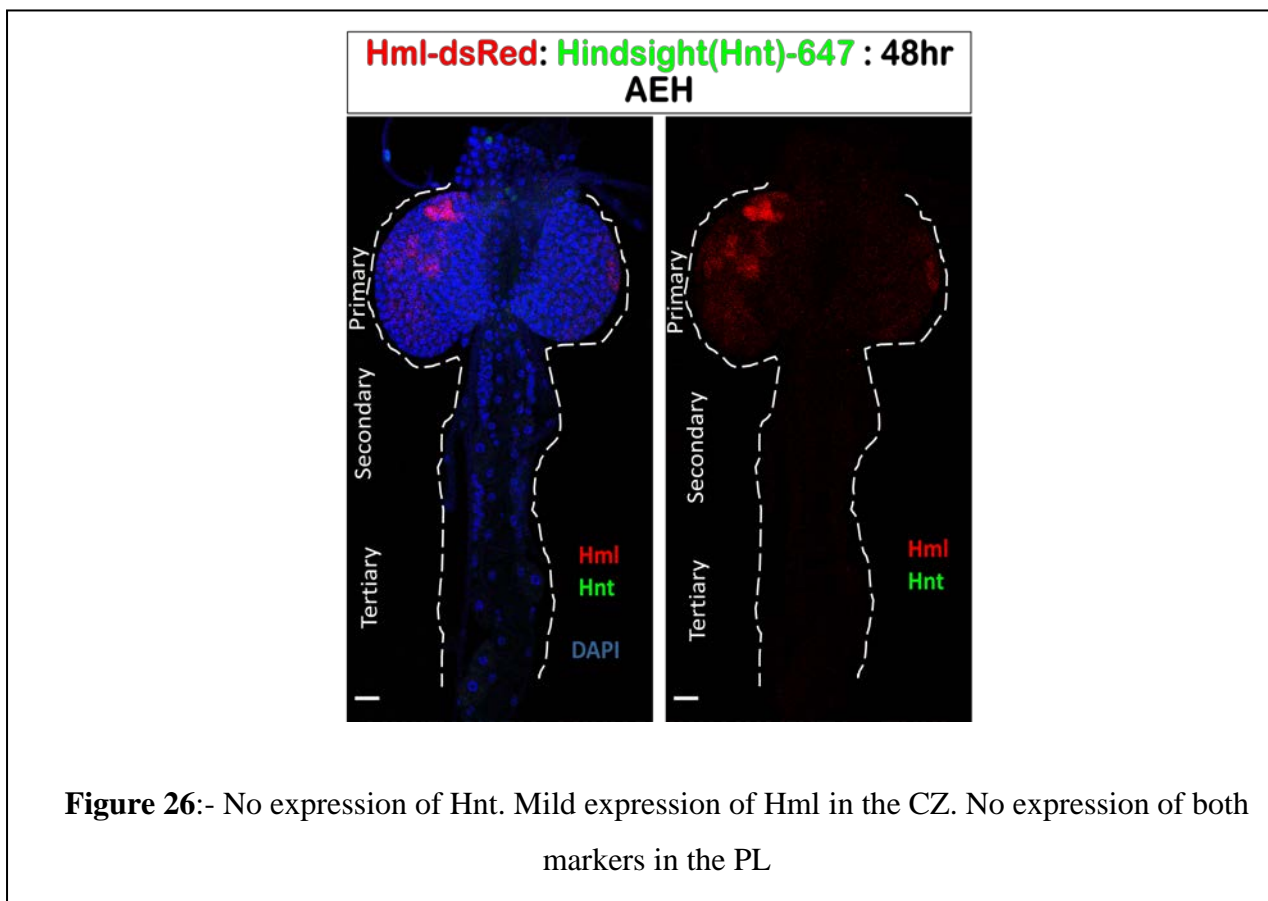 Hml-dsRed: Hindsight(Hnt)-647 : 48hr
AEH
Primary
Secondary
Tertiary
Hml
Hnt
DAPI
Primary
Secondary
Tertiary
Hml
Hnt
Figure 26:- No expression of Hnt. Mild expression of Hml in the CZ. No expression of both
markers in the PL